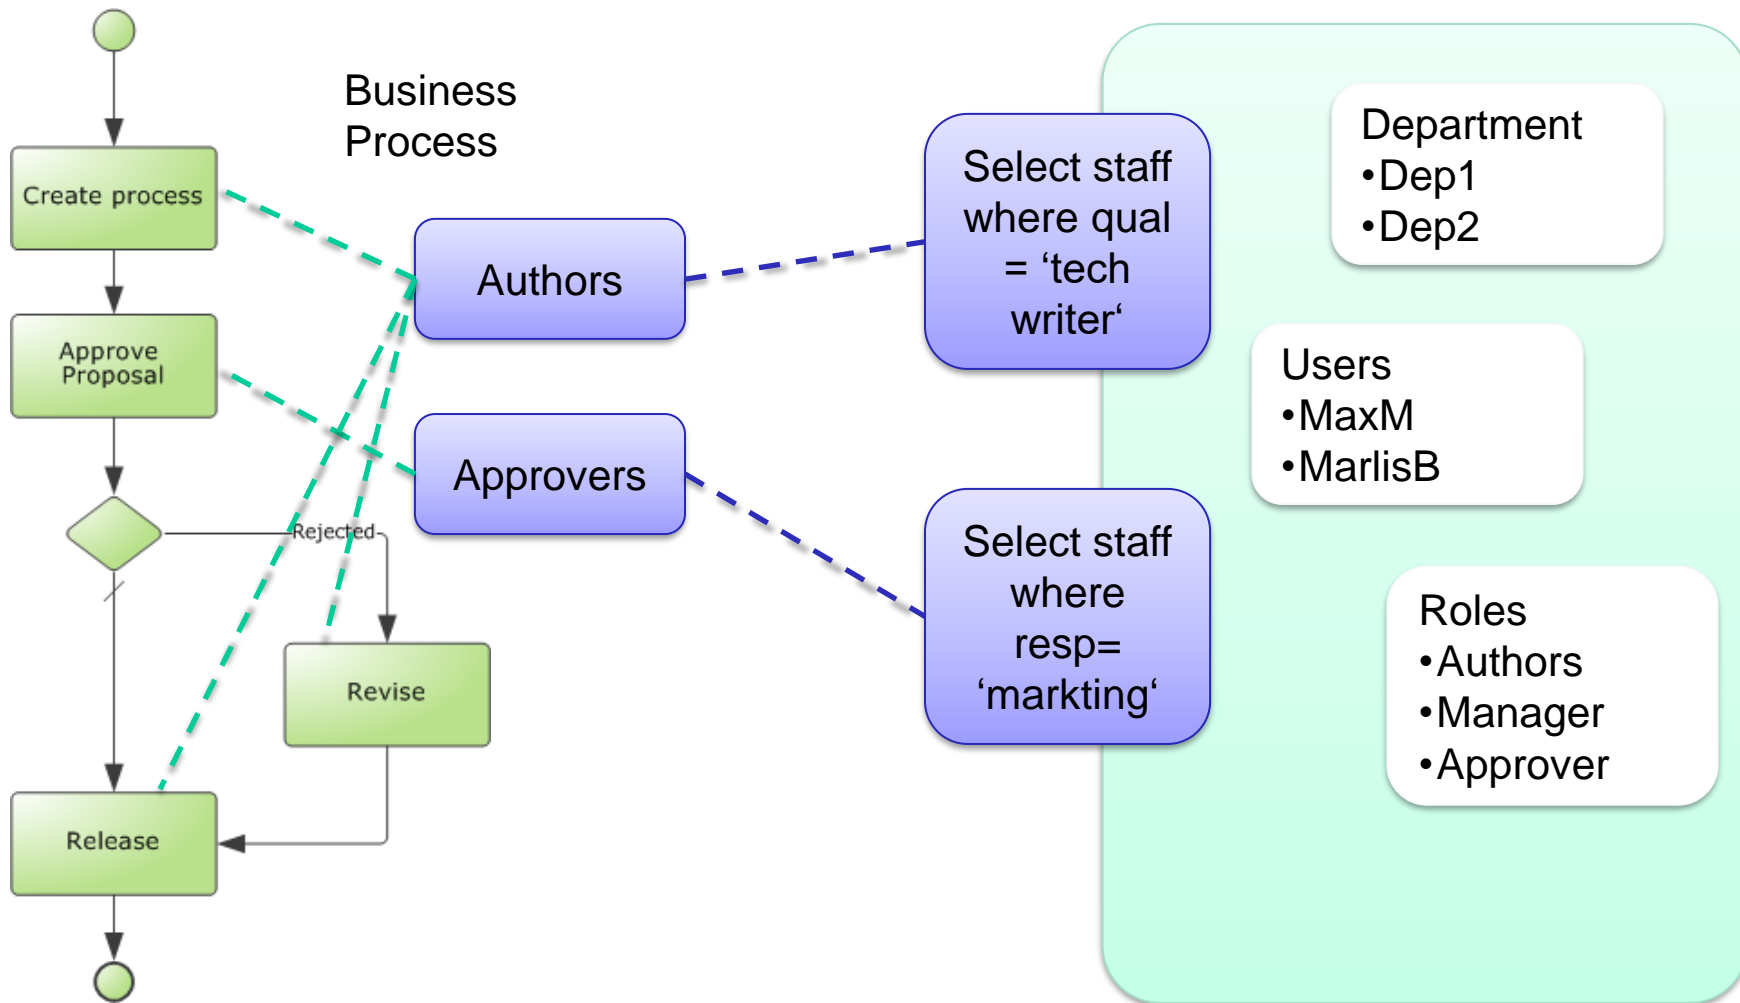 Business
Process
Create process
Approve
Proposal
Rejected
Revise
Release
Authors
Approvers
Select staff
where qual
= ‘tech
writer‘
Select staff
where
resp=
‘markting‘
Department
•Dep1
•Dep2
Users
•MaxM
•MarlisB
Roles
•Authors
•Manager
•Approver